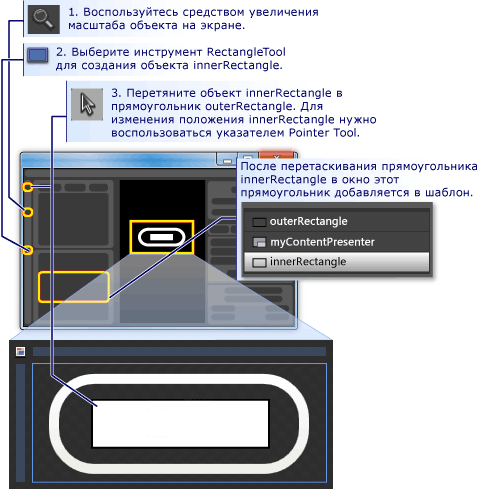 1. Воспользуйтесь средством увеличения
масштаба объекта на экране.
2. Выберите инструмент RectangleTool
для создания объекта innerRectangle.
3. Перетяните объект innerRectangle в
прямоугольник outerRectangle. Для
изменения положения innerRectangle нужно
воспользоваться указателем Pointer Tool.
После перетаскивания прямоугольника
innerRectangle в окно этот
прямоугольник добавляется в шаблон.
outerRectangle
myContentPresenter
innerRectangle